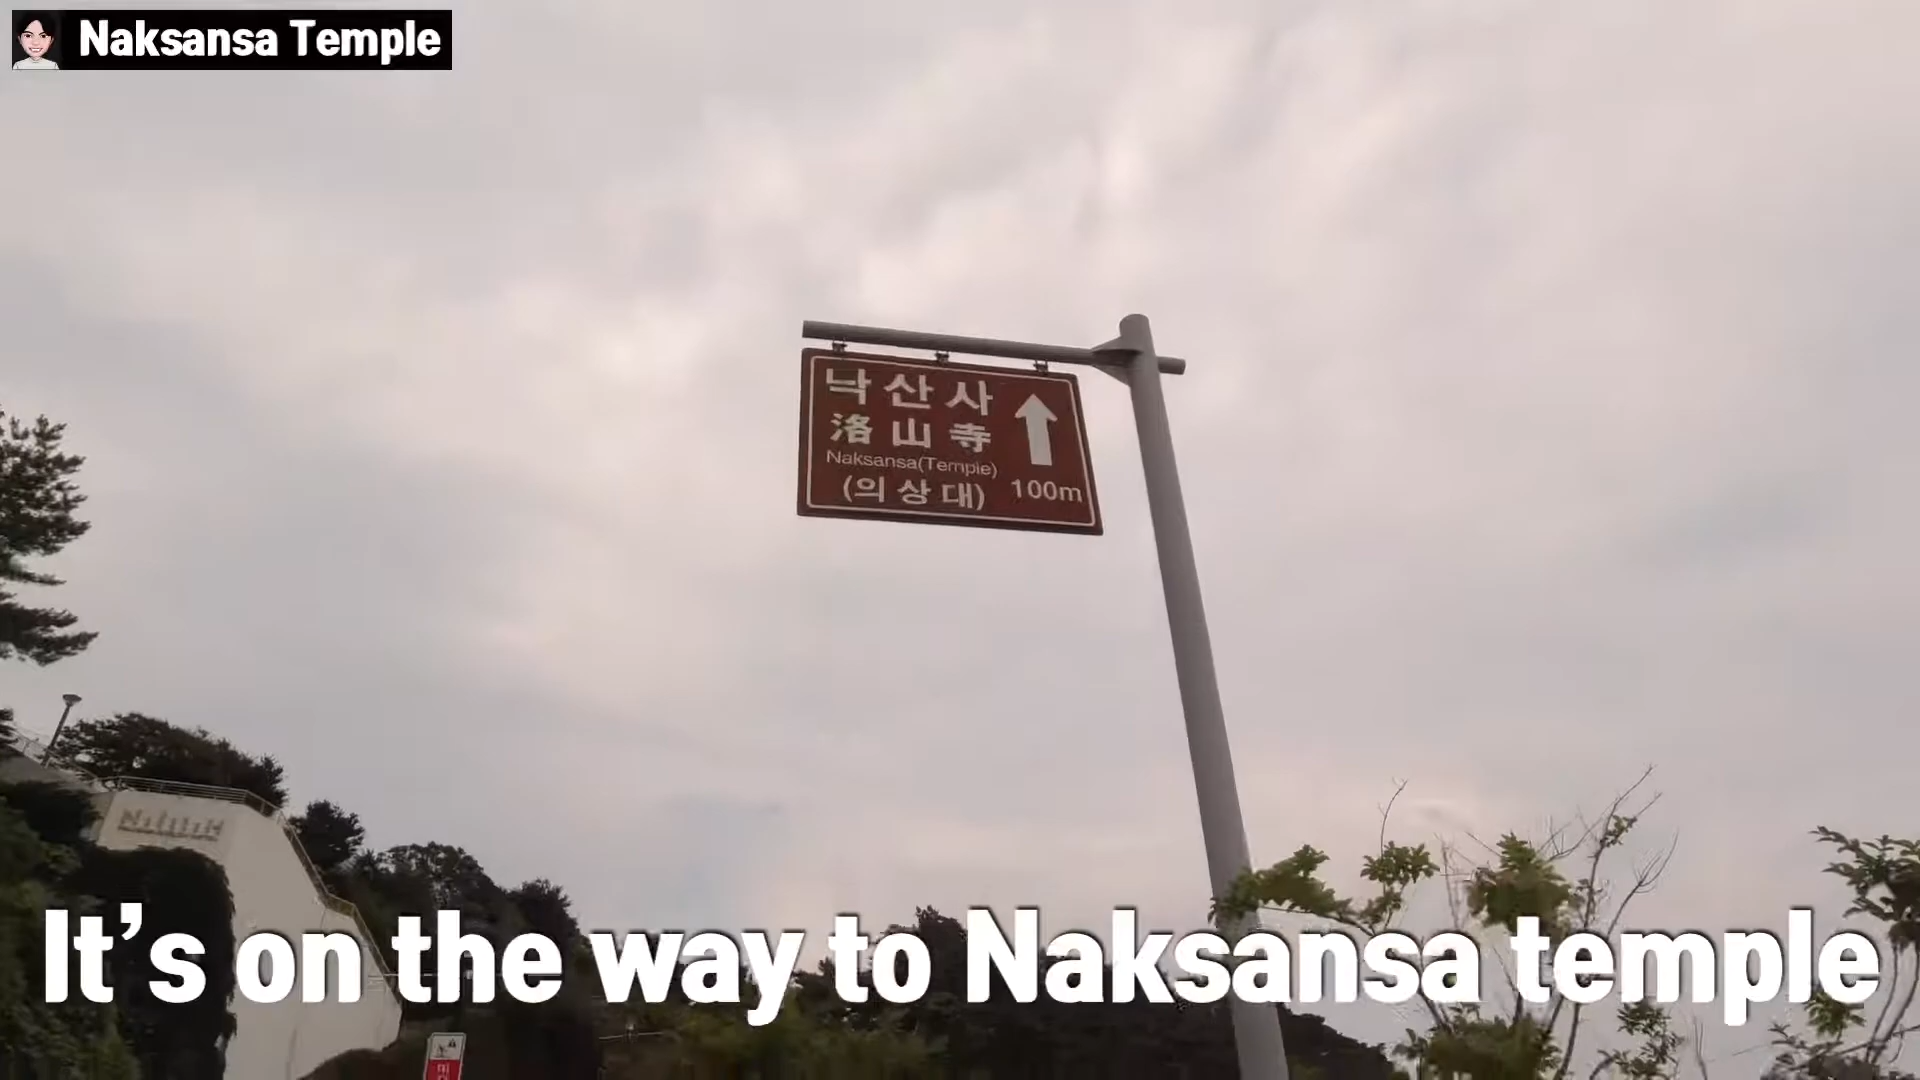 Naksansa Temple
낙산사
洛山寺
Naksansa(Temple)
(의상대)
100m
It's on the way to Naksansa temple